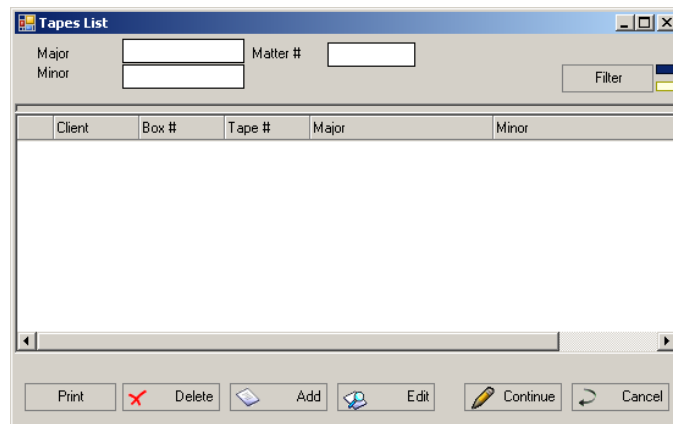 Tapes List
Major Matter #
Minor
Filter
Client Box # Tape # Major Minor
Print Delete Add Edit Continue Cancel